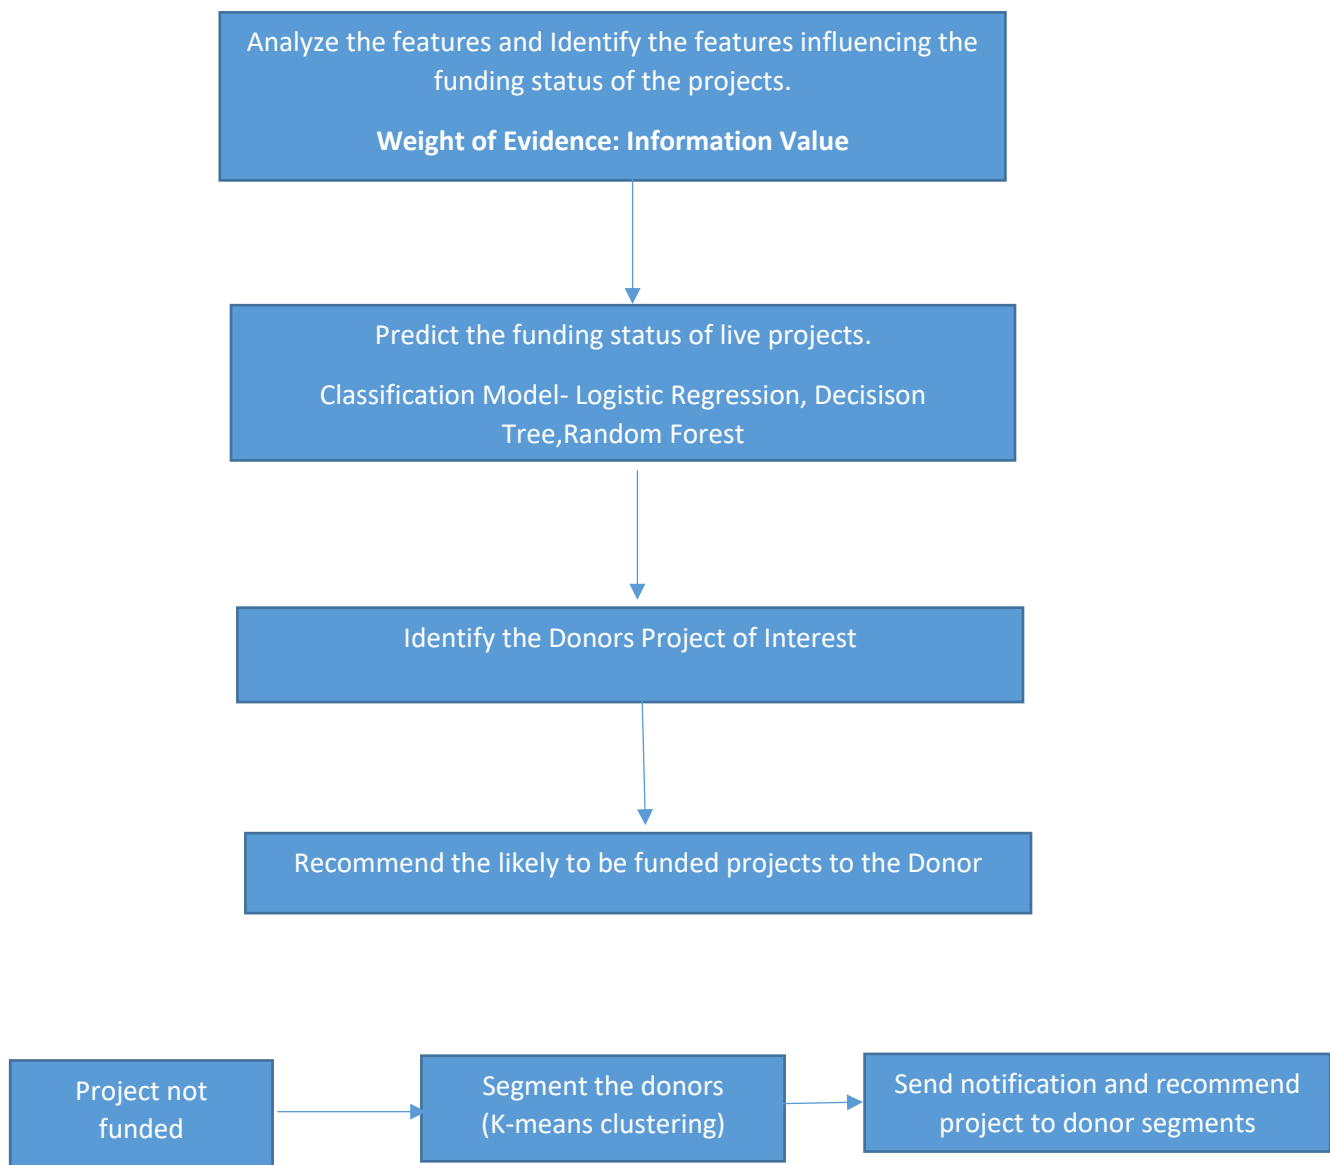 Analyze the features and Identify the features influencing the
funding status of the projects.
Weight of Evidence: Information Value
Predict the funding status of live projects.
Classification Model- Logistic Regression, Decisison
Tree,Random Forest
Identify the Donors Project of Interest
Recommend the likely to be funded projects to the Donor
Project not
funded
Segment the donors
(K-means clustering)
Send notification and recommend
project to donor segments